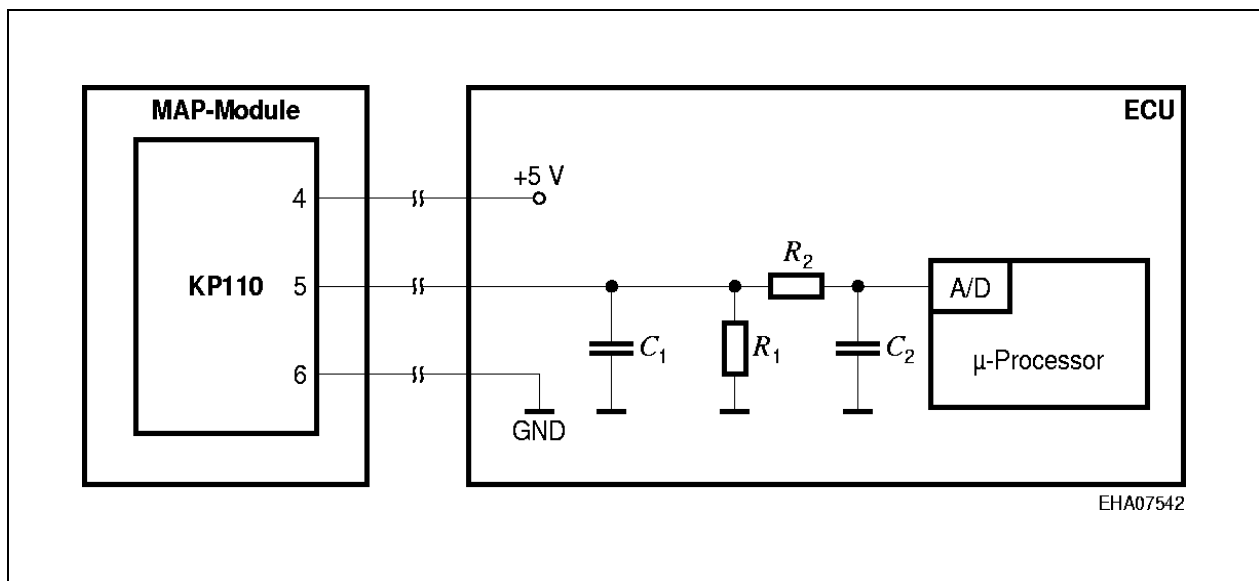 MAP-Module
ECU
+5 V
4
KP110
5
R2
A/D
C1
R1
C2
μ-Processor
6
GND
EHA07542